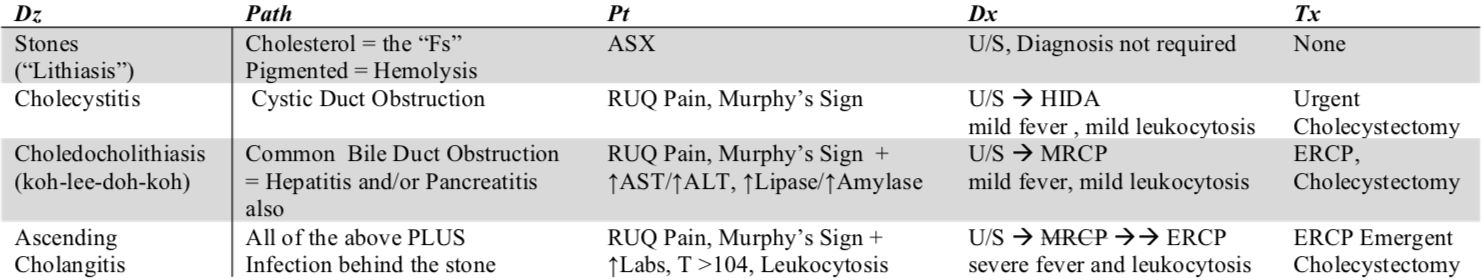 Dz Path Pt Dx Tx
Stones Cholesterol = the “Fs” ASX U/S, Diagnosis not required None
(“Lithiasis”) Pigmented = Hemolysis
Cholecystitis Cystic Duct Obstruction RUQ Pain, Murphy’s Sign U/S → HIDA Urgent
mild fever , mild leukocytosis Cholecystectomy
Choledocholithiasis Common Bile Duct Obstruction RUQ Pain, Murphy’s Sign + U/S → MRCP ERCP,
(koh-lee-doh-koh) = Hepatitis and/or Pancreatitis ↑AST/↑ALT, ↑Lipase/↑Amylase mild fever, mild leukocytosis Cholecystectomy
also
Ascending All of the above PLUS RUQ Pain, Murphy’s Sign + U/S → MRCP →→ ERCP ERCP Emergent
Cholangitis Infection behind the stone ↑Labs, T >104, Leukocytosis severe fever and leukocytosis Cholecystectomy